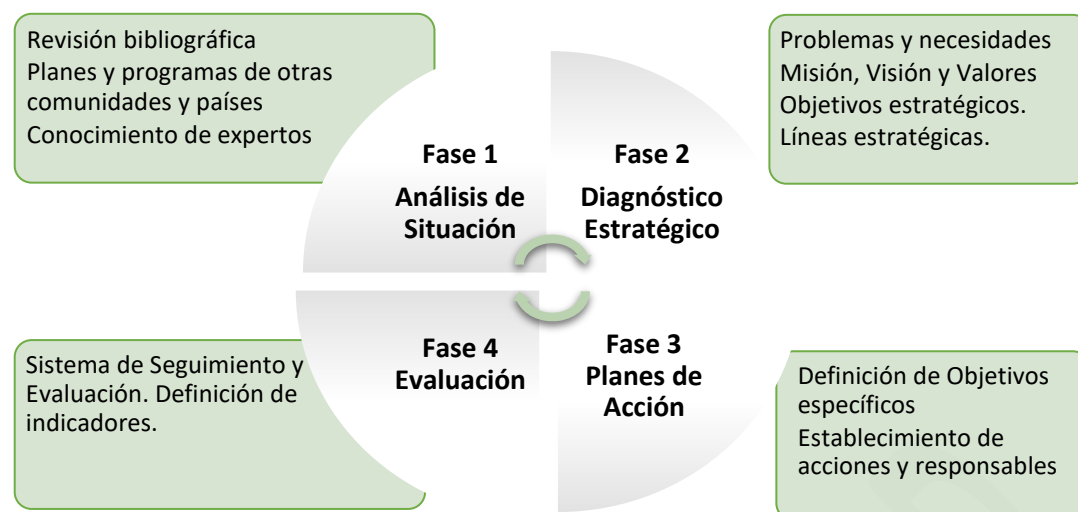 Revisión bibliográfica
Planes y programas de otras
comunidades y países
Conocimiento de expertos
Fase 1
Análisis de
Situación
Problemas y necesidades
Misión, Visión y Valores
Objetivos estratégicos.
Líneas estratégicas.
Fase 2
Diagnóstico
Estratégico
Sistema de Seguimiento y
Evaluación. Definición de
indicadores.
Fase 4
Evaluación
Fase 3
Planes de
Acción
Definición de Objetivos
específicos
Establecimiento de
acciones y responsables